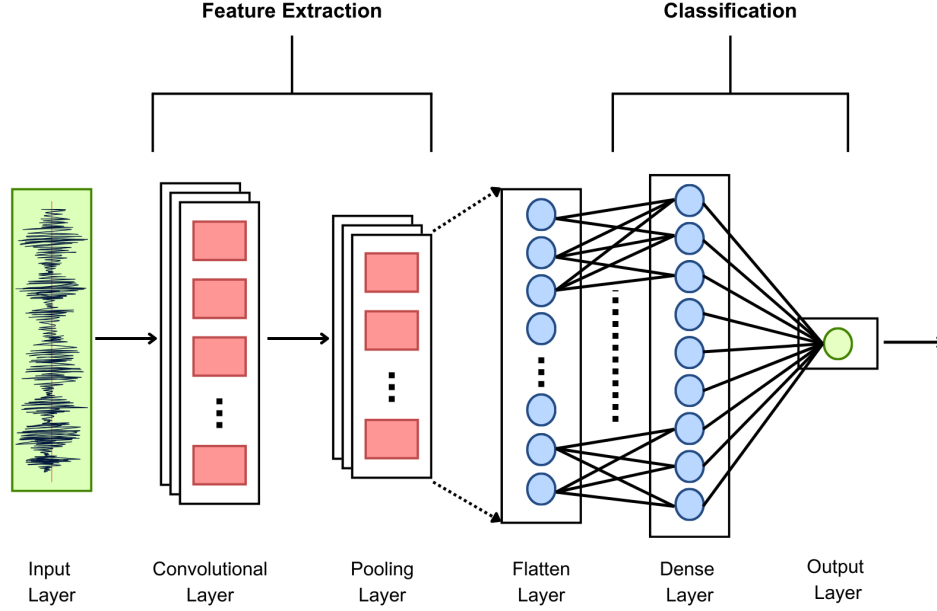 Feature Extraction
Classification
Input
Layer
Convolutional
Layer
Pooling
Layer
Flatten
Layer
Dense
Layer
Output
Layer